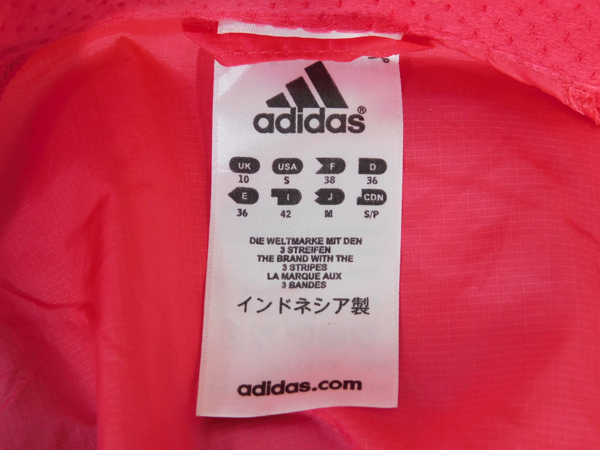 adidas®
UK USA F D
10 S 38 36
E I J CDN
36 42 M S/P
DIE WELTMARKE MIT DEN
3 STREIFEN
THE BRAND WITH THE
3 STRIPES
LA MARQUE AUX
3 BANDES
インドネシア製
adidas.com